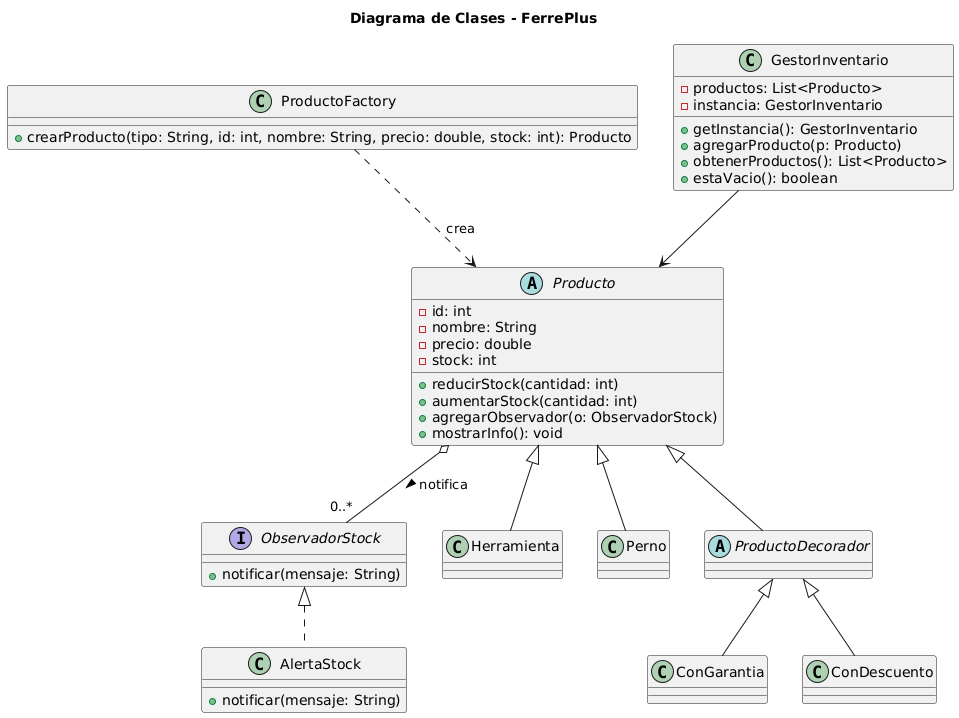 Diagrama de Clases - FerrePlus
C ProductoFactory
crearProducto(tipo: String, id: int, nombre: String, precio: double, stock: int): Producto
C GestorInventario
productos: List<Producto>
instancia: GestorInventario
getInstancia(): GestorInventario
agregarProducto(p: Producto)
obtenerProductos(): List<Producto>
estaVacio(): boolean
crea
A Producto
id: int
nombre: String
precio: double
stock: int
reducirStock(cantidad: int)
aumentarStock(cantidad: int)
agregarObservador(o: ObservadorStock)
mostrarInfo(): void
notifica
0..*
I ObservadorStock
notificar(mensaje: String)
C Herramienta
C Perno
A ProductoDecorador
C AlertaStock
notificar(mensaje: String)
C ConGarantia
C ConDescuento